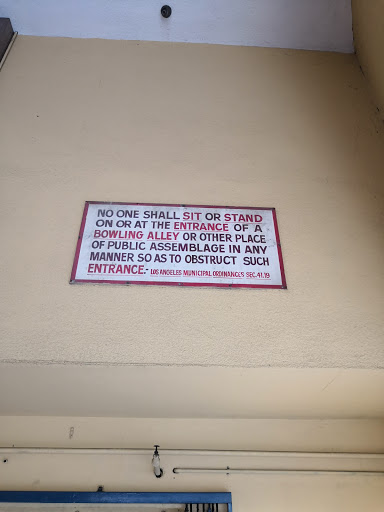 NO ONE SHALL SIT OR STAND
ON OR AT THE ENTRANCE OF A
BOWLING ALLEY OR OTHER PLACE
OF PUBLIC ASSEMBLAGE IN ANY
MANNER SO AS TO OBSTRUCT SUCH
ENTRANCE." LOS ANGELES MUNICIPAL ORDINANCES SEC. 41.19